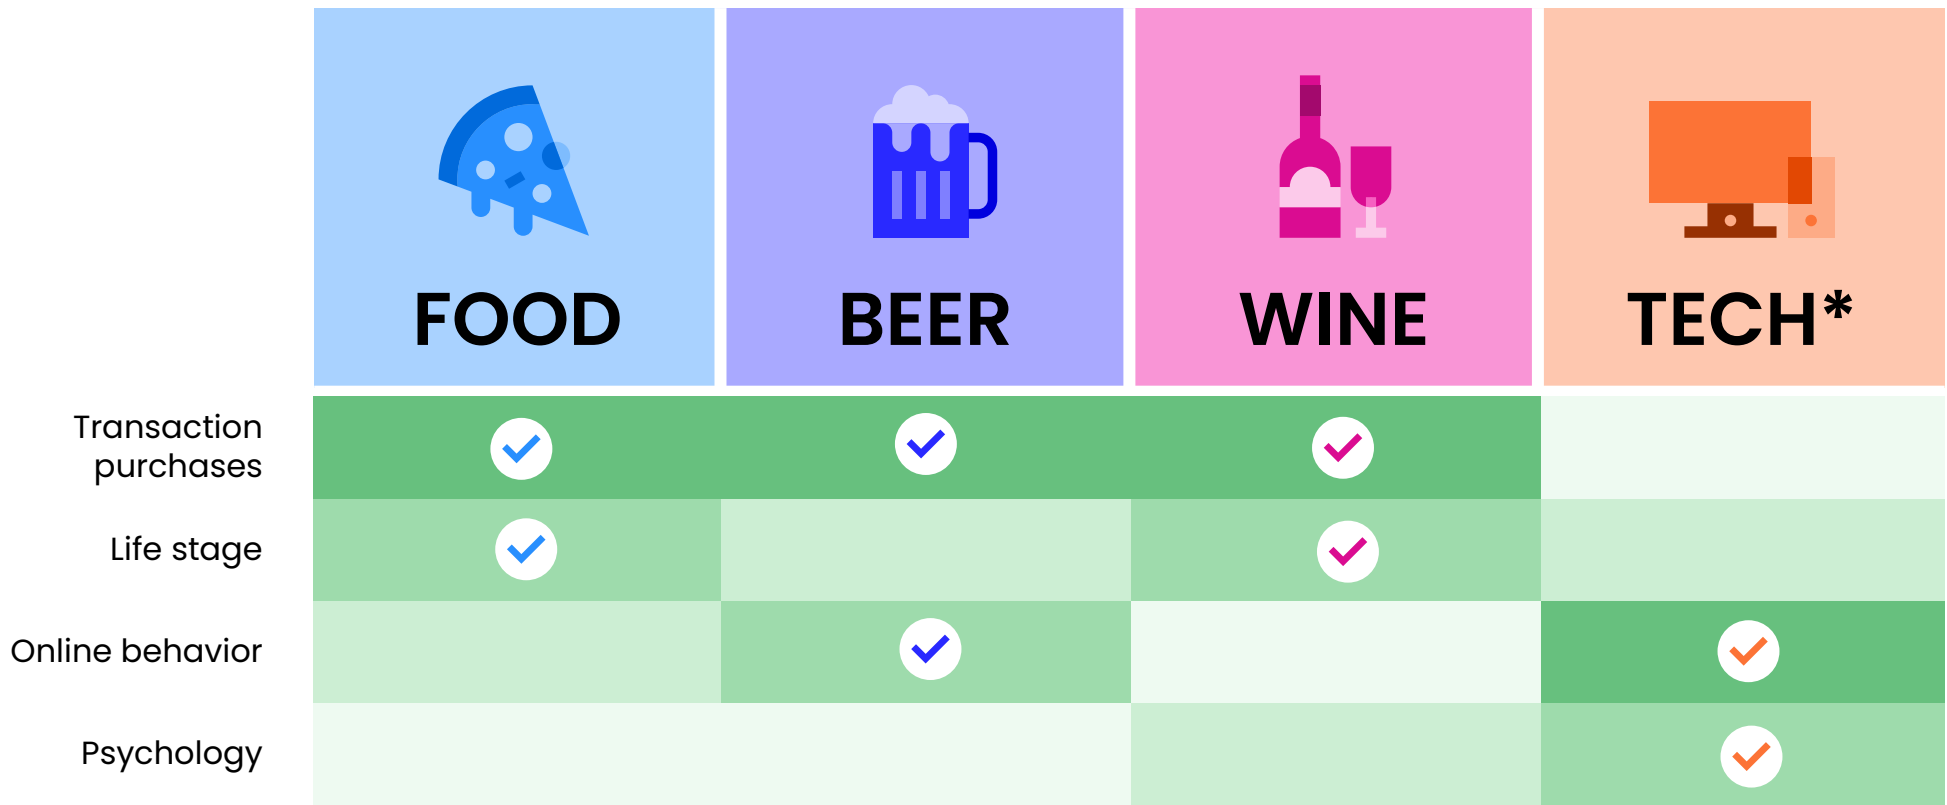 FOOD
BEER
WINE
TECH*
Transaction
purchases
Life stage
Online behavior
Psychology